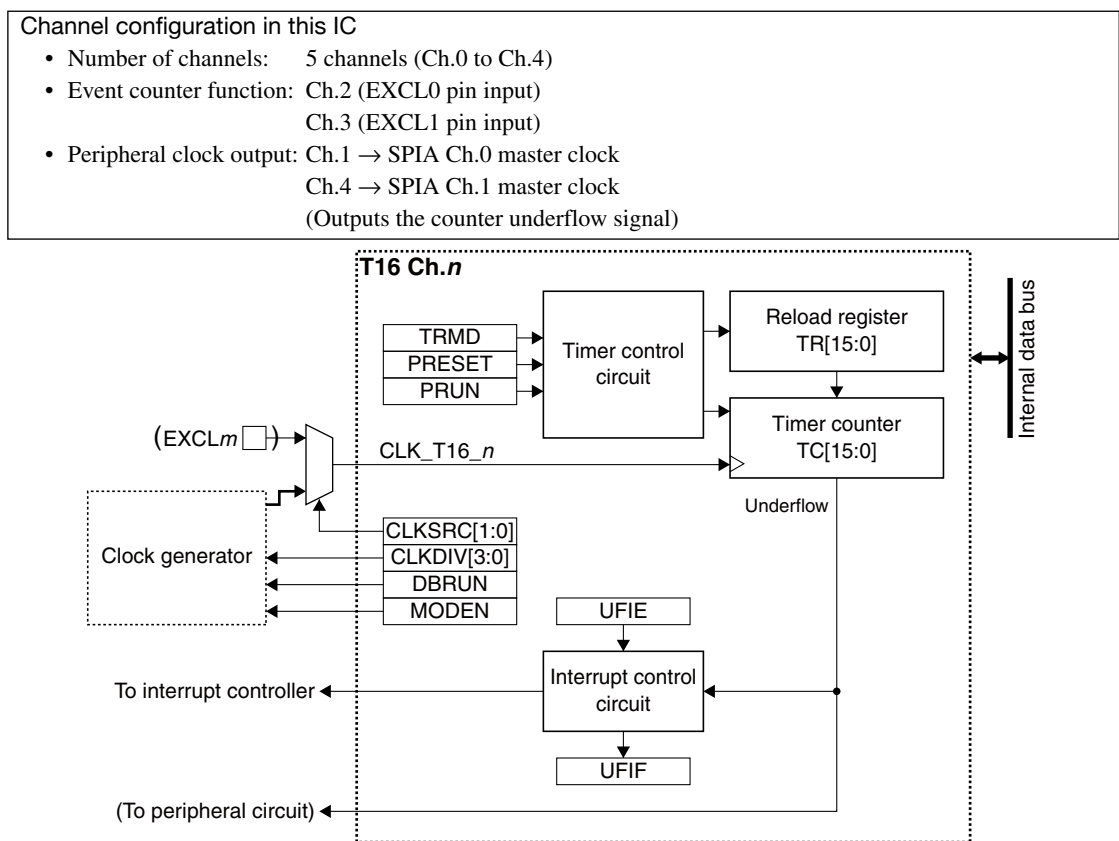 Channel configuration in this IC
• Number of channels: 5 channels (Ch.0 to Ch.4)
• Event counter function: Ch.2 (EXCL0 pin input)
Ch.3 (EXCL1 pin input)
• Peripheral clock output: Ch.1 → SPIA Ch.0 master clock
Ch.4 → SPIA Ch.1 master clock
(Outputs the counter underflow signal)
T16 Ch.n
TRMD
PRESET
PRUN
Timer control
circuit
Reload register
TR[15:0]
Timer counter
TC[15:0]
Internal data bus
(EXCLm )
CLK_T16_n
Underflow
Clock generator
CLKSRC[1:0]
CLKDIV[3:0]
DBRUN
MODEN
UFIE
Interrupt control
circuit
To interrupt controller
UFIF
(To peripheral circuit)